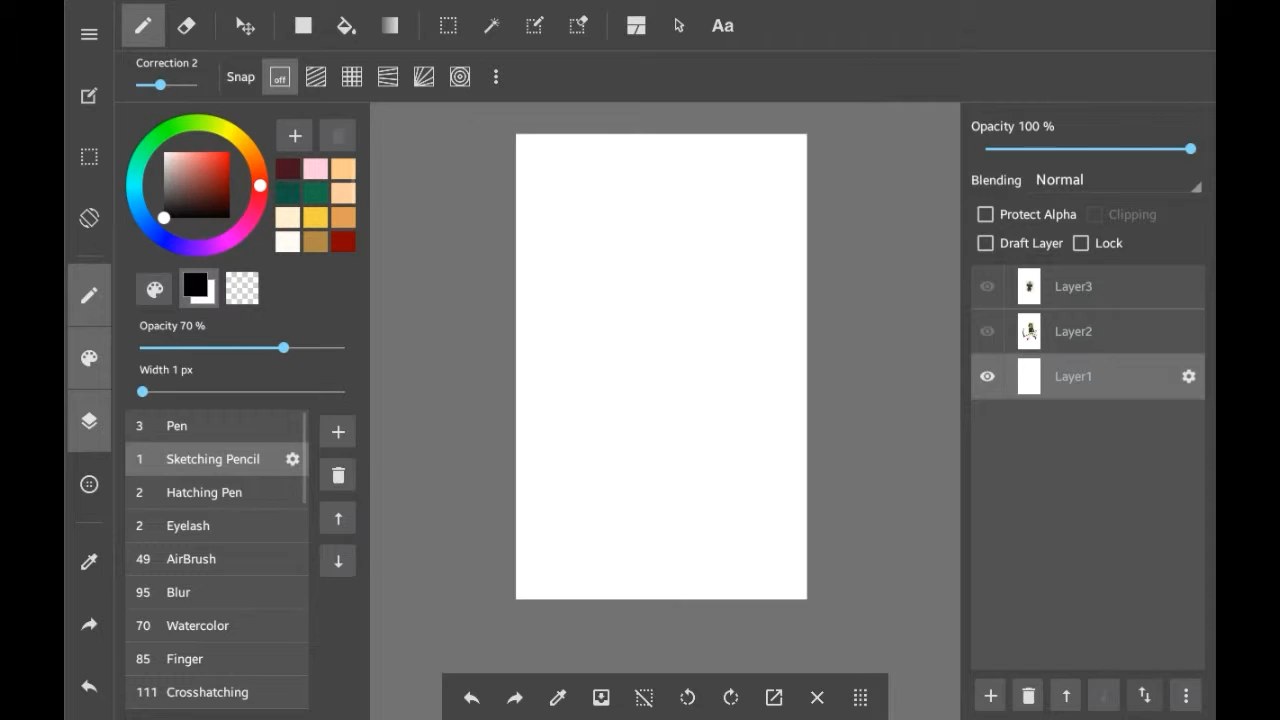 Aa
Correction 2
Snap
off
Opacity 100 %
Blending Normal
Protect Alpha Clipping
Draft Layer Lock
Layer3
Layer2
Layer1
Opacity 70 %
Width 1 px
3 Pen
1 Sketching Pencil
2 Hatching Pen
2 Eyelash
49 AirBrush
95 Blur
70 Watercolor
85 Finger
111 Crosshatching